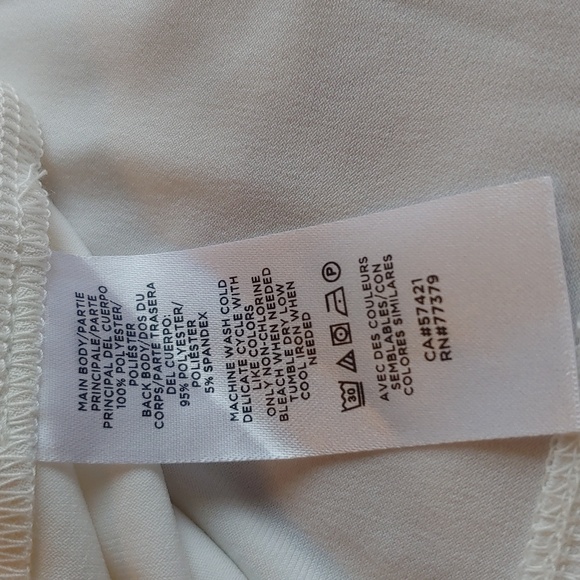 MAIN BODY/PARTIE
PRINCIPALE/PARTE
PRINCIPAL DEL CUERPO
100% POLYESTER/
POLIÉSTER
BACK BODY/DOS DU
CORPS/PARTE TRASERA
DEL CUERPO:
95% POLYESTER/
POLIÉSTER
5% SPANDEX
MACHINE WASH COLD
DELICATE CYCLE WITH
LIKE COLORS
ONLY NON-CHLORINE
BLEACH WHEN NEEDED
TUMBLE DRY, LOW
COOL IRON WHEN
NEEDED
30 P
AVEC DES COULEURS
SEMBLABLES/CON
COLORES SIMILARES
CA#57421
RN#77379